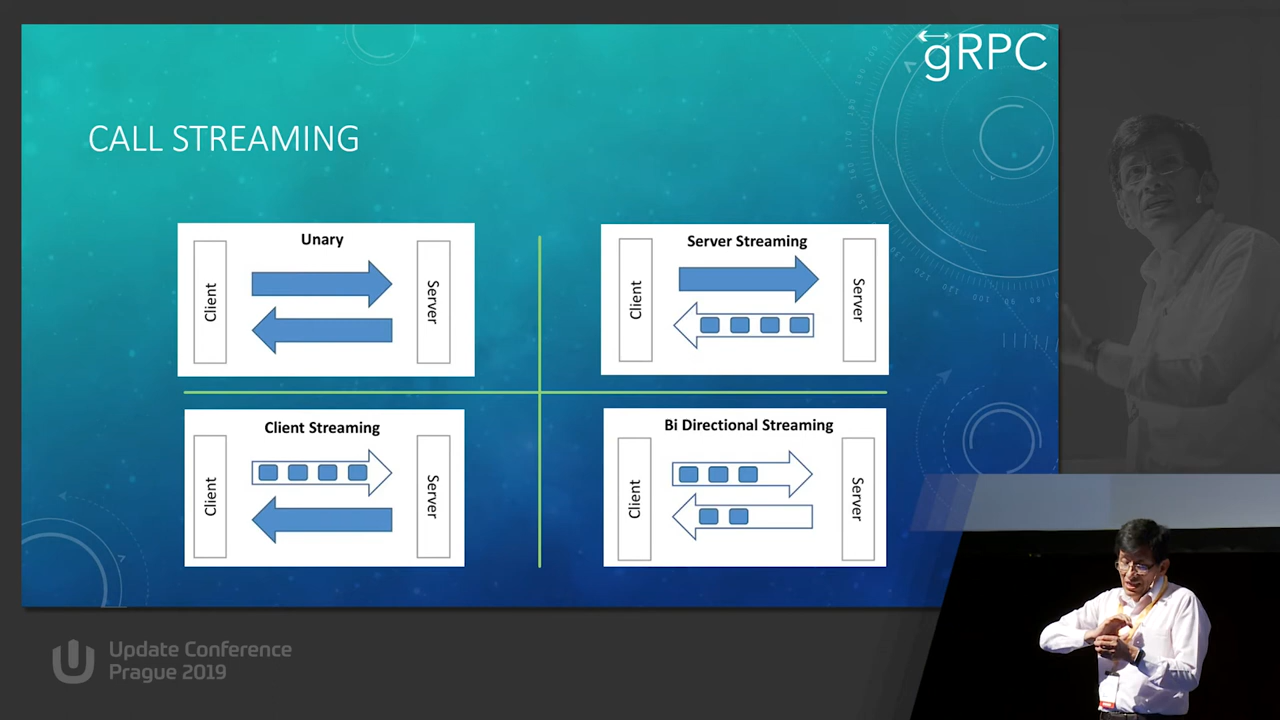 gRPC
CALL STREAMING
Unary
Client
Server
Server Streaming
Client
Server
Client Streaming
Client
Server
Bi Directional Streaming
Client
Server
Update Conference
Prague 2019